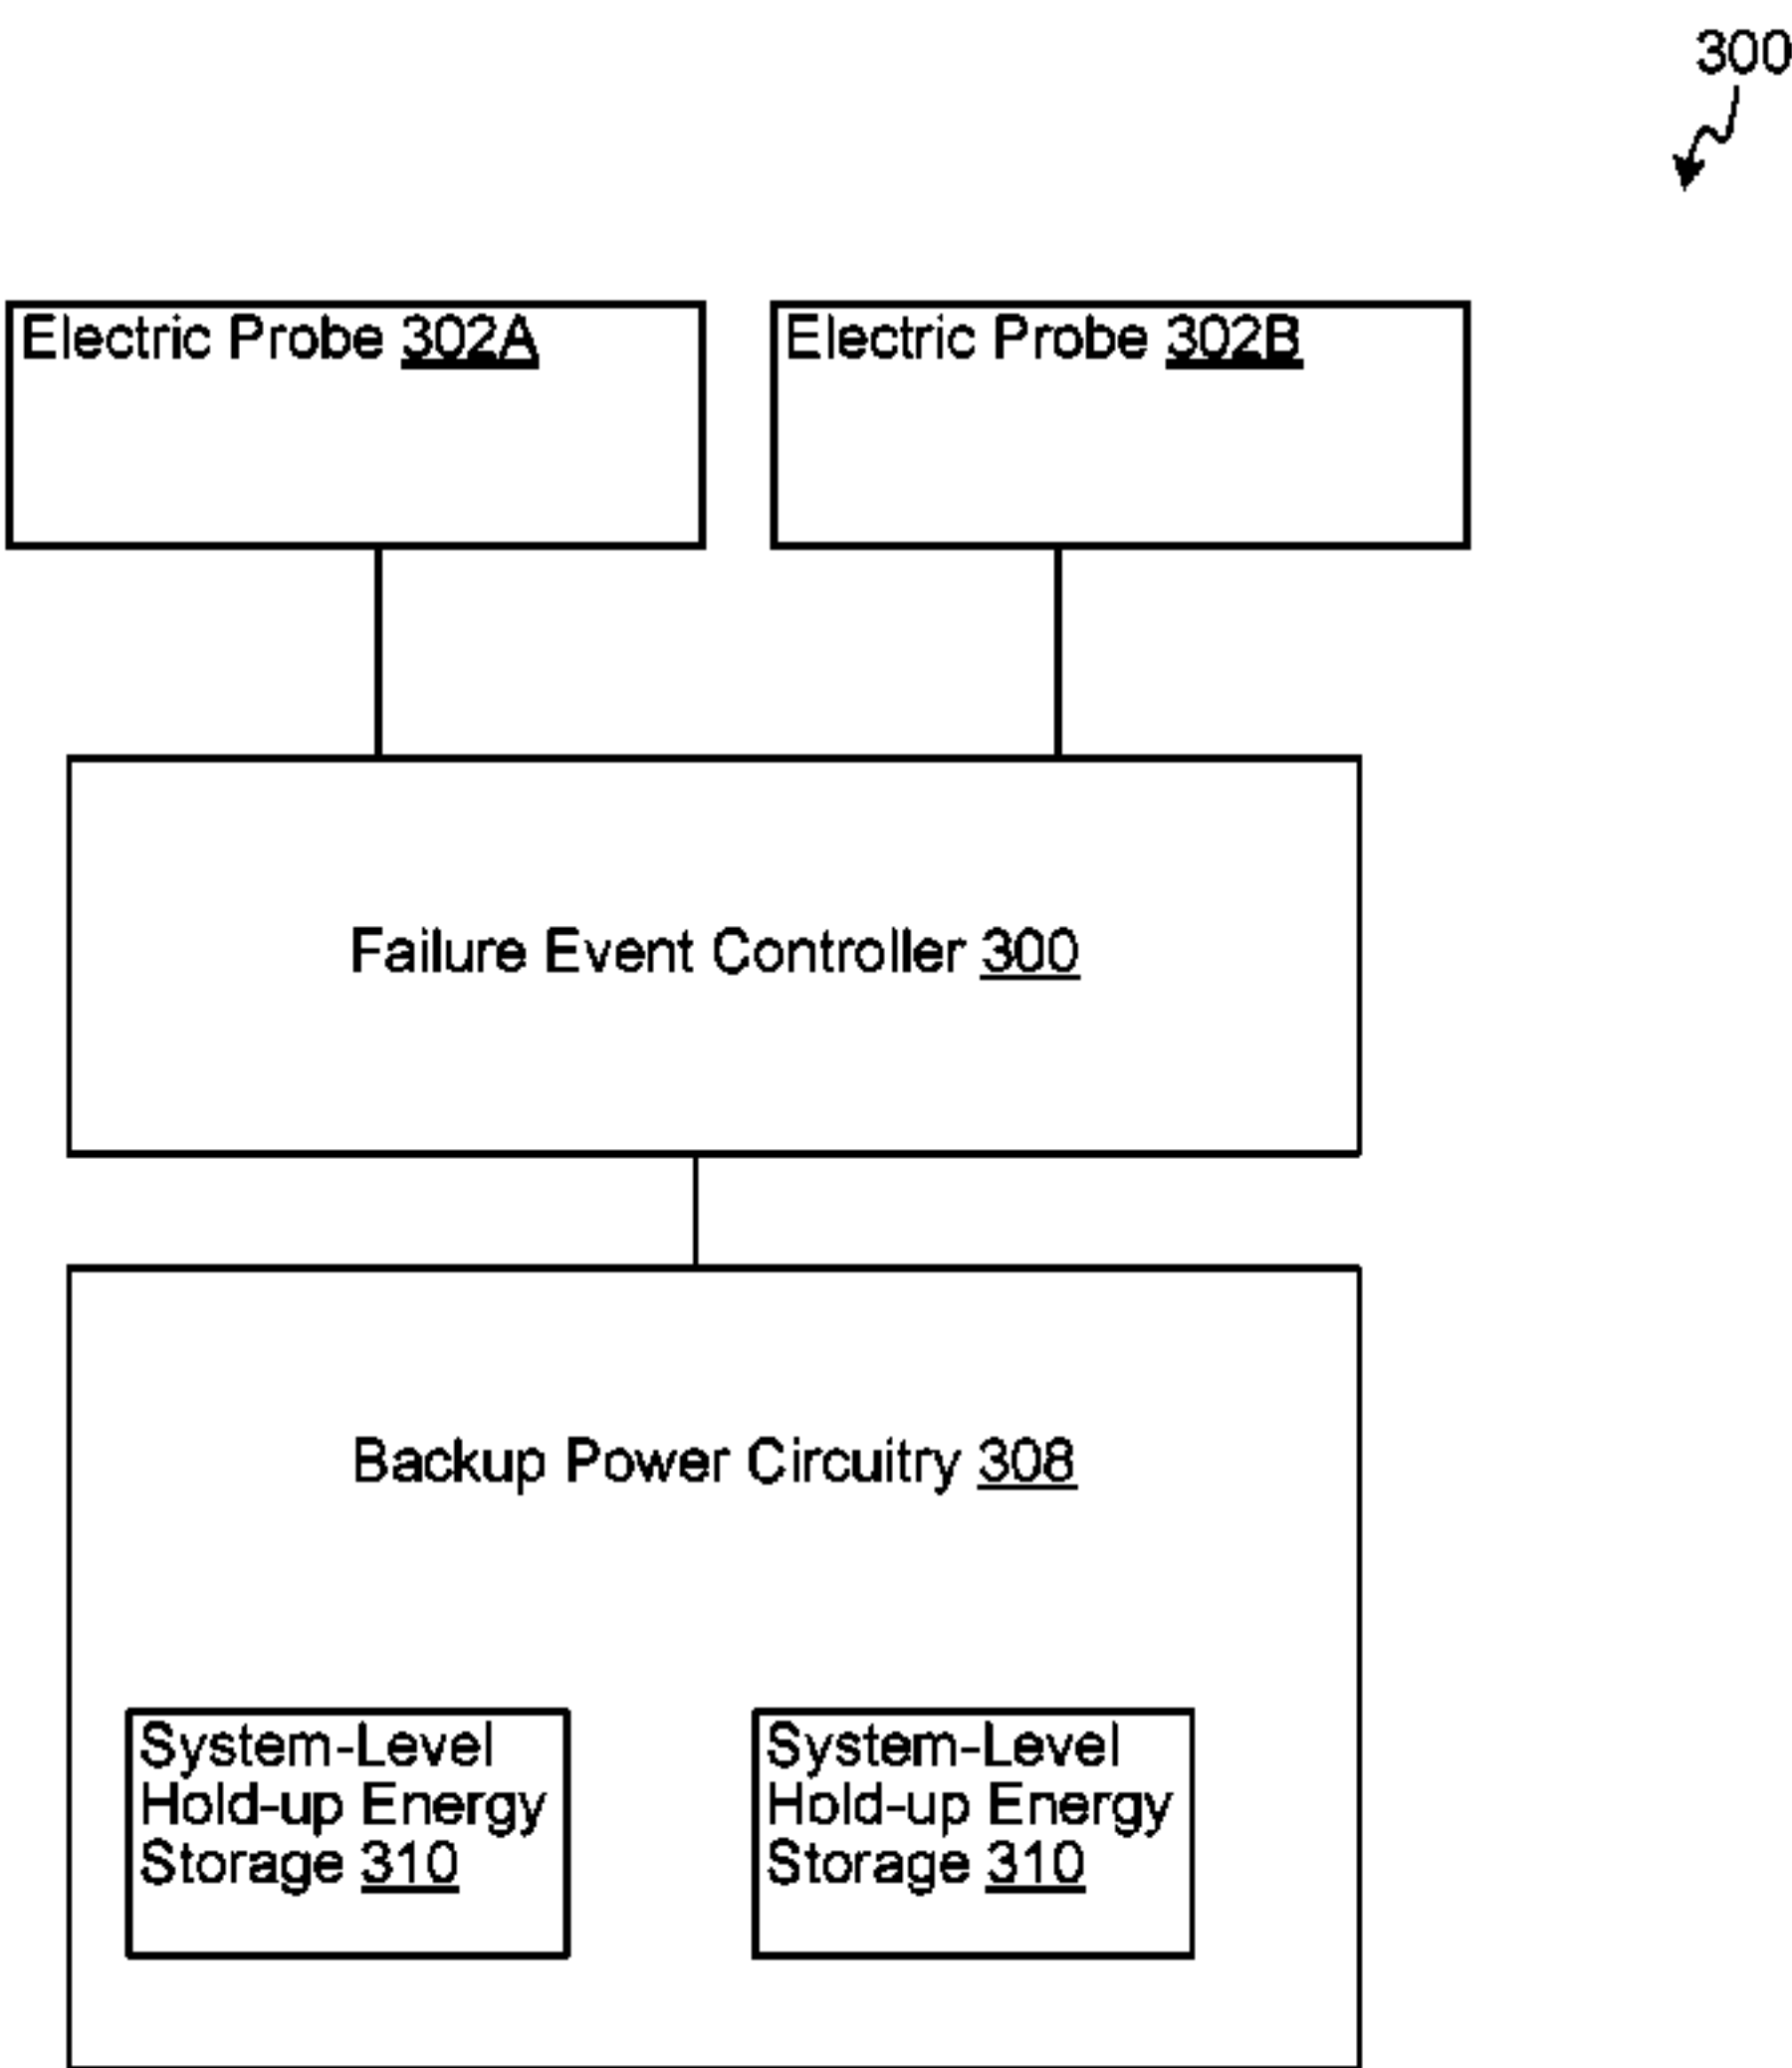 300
Electric Probe 302A
Electric Probe 302B
Failure Event Controller 300
Backup Power Circuitry 308
System-Level
Hold-up Energy
Storage 310
System-Level
Hold-up Energy
Storage 310